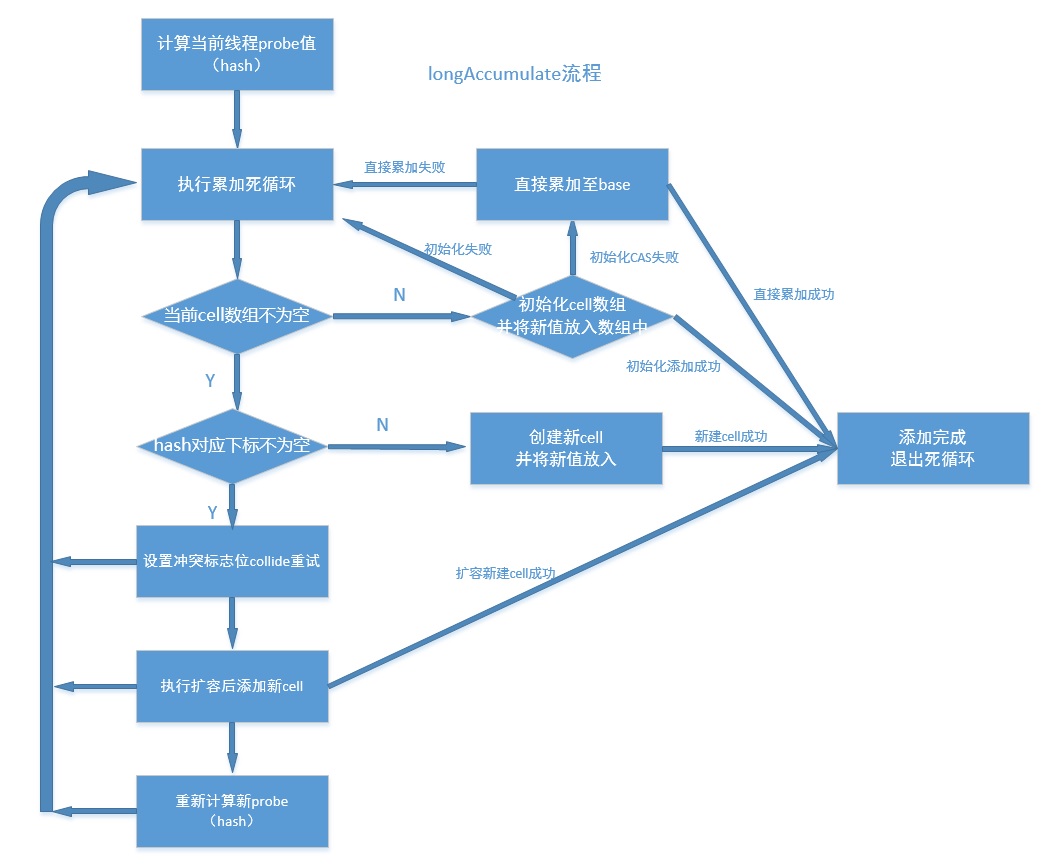 计算当前线程probe值
（hash）
longAccumulate流程
执行累加死循环
直接累加失败
直接累加至base
初始化失败
初始化CAS失败
直接累加成功
当前cell数组不为空
N
初始化cell数组
并将新值放入数组中
初始化添加成功
Y
hash对应下标不为空
N
创建新cell
并将新值放入
新建cell成功
添加完成
退出死循环
Y
设置冲突标志位collide重试
扩容新建cell成功
执行扩容后添加新cell
重新计算新probe
（hash）